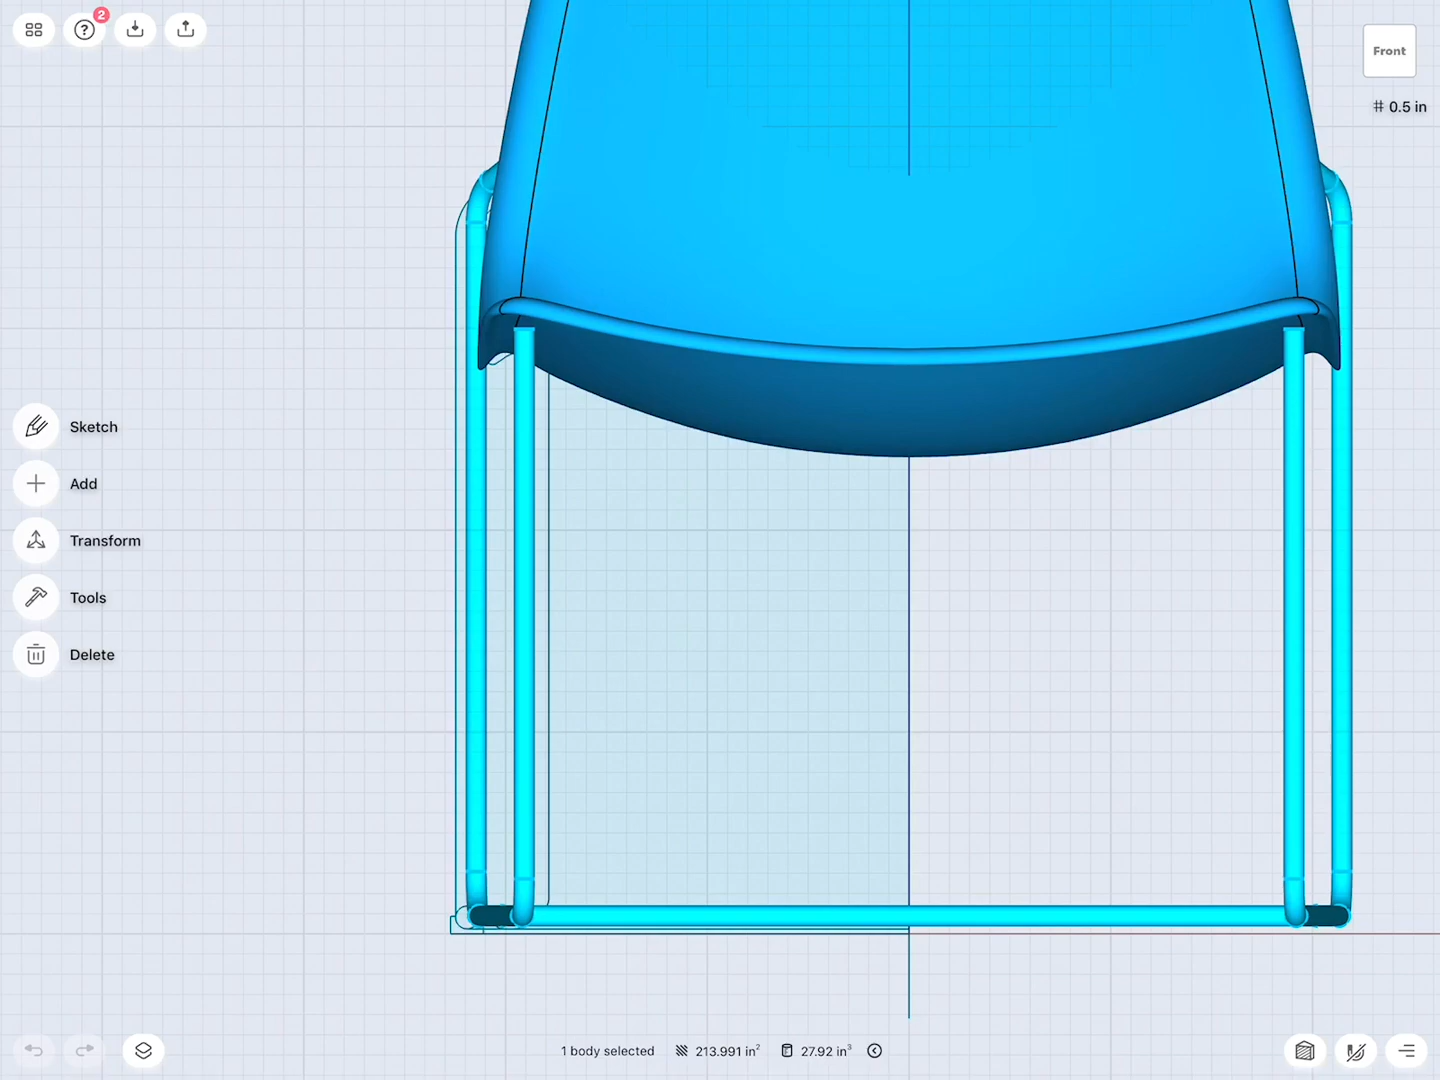 2
Front
0.5 in
Sketch
Add
Transform
Tools
Delete
1 body selected 213.991 in² 27.92 in³